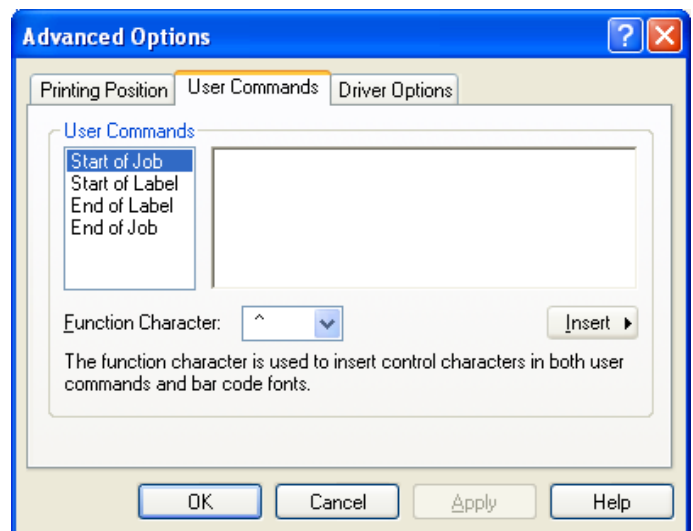 Advanced Options
?
Printing Position User Commands Driver Options
User Commands
Start of Job
Start of Label
End of Label
End of Job
Function Character: ^ Insert
The function character is used to insert control characters in both user
commands and bar code fonts.
OK Cancel Apply Help